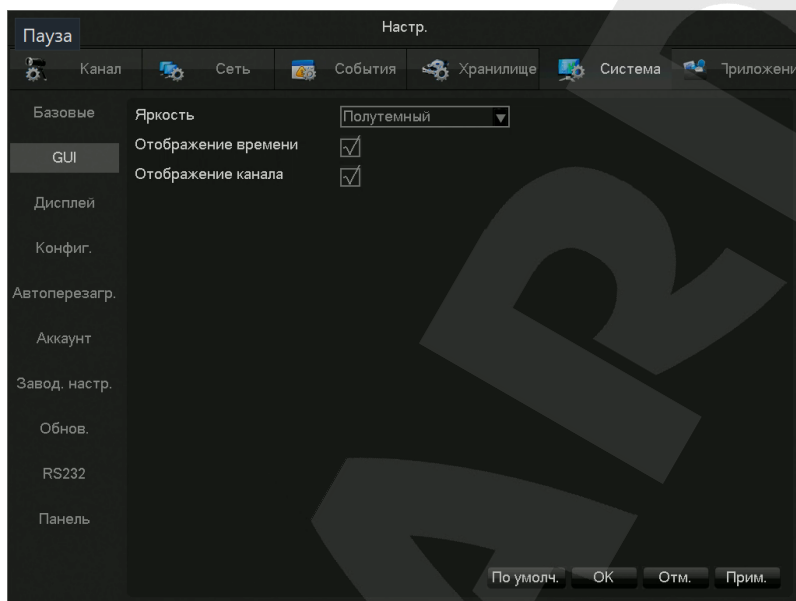 Пауза
Настр.
Канал Сеть События Хранилище Система Приложени
Базовые
GUI
Дисплей
Конфиг.
Автоперезагр.
Аккаунт
Завод. настр.
Обнов.
RS232
Панель
Яркость Полутемный
Отображение времени
Отображение канала
По умолч. OK Отм. Прим.